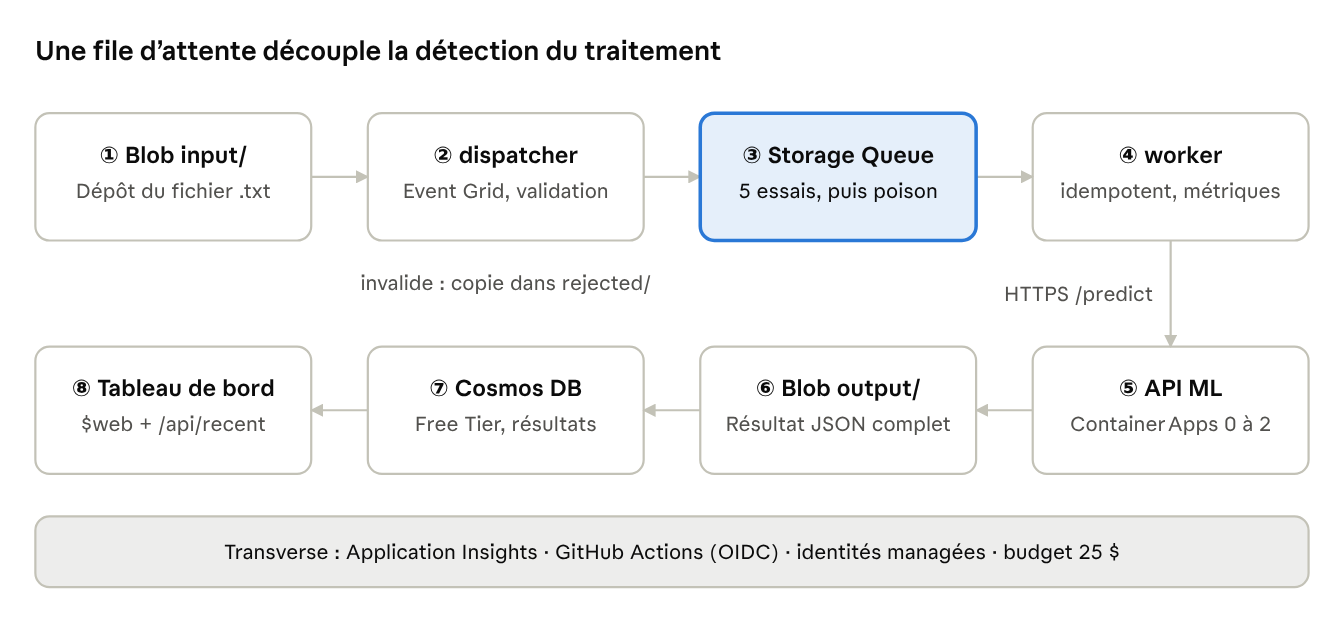 Une file d’attente découple la détection du traitement
① Blob input/
Dépôt du fichier .txt
② dispatcher
Event Grid, validation
③ Storage Queue
5 essais, puis poison
④ worker
idempotent, métriques
invalide : copie dans rejected/
HTTPS /predict
⑧ Tableau de bord
$web + /api/recent
⑦ Cosmos DB
Free Tier, résultats
⑥ Blob output/
Résultat JSON complet
⑤ API ML
Container Apps 0 à 2
Transverse : Application Insights · GitHub Actions (OIDC) · identités managées · budget 25 $